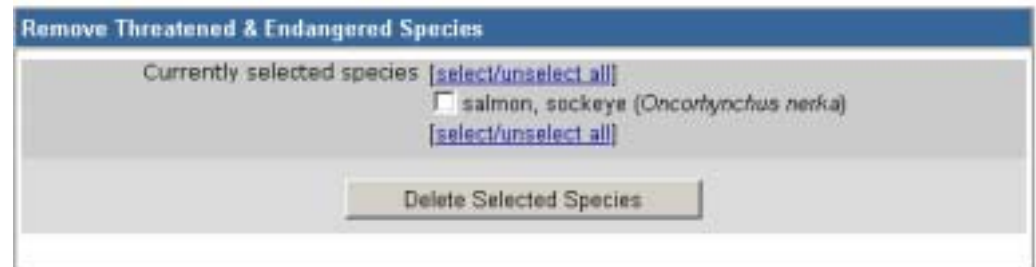 Remove Threatened & Endangered Species
Currently selected species [select/unselect all]
salmon, sockeye (Oncorhynchus nerka)
[select/unselect all]
Delete Selected Species